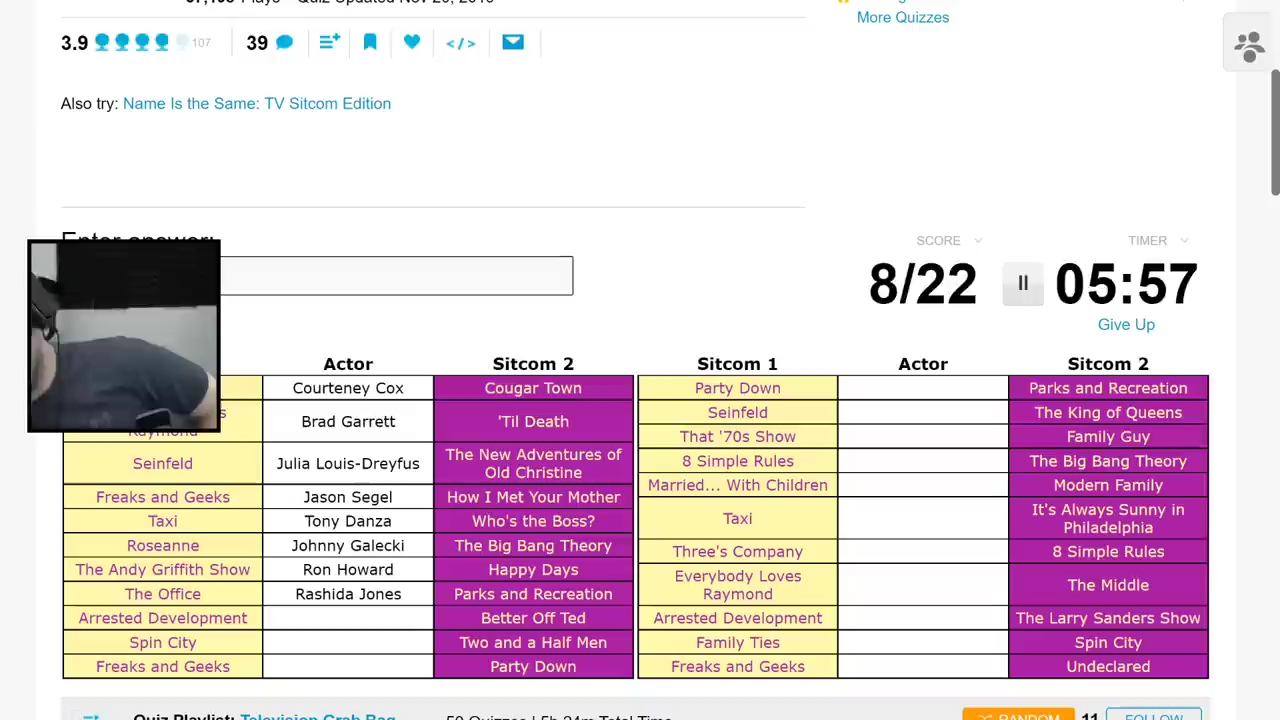 More Quizzes
3.9 107 39 </>
Also try: Name Is the Same: TV Sitcom Edition
SCORE
TIMER
8/22
05:57
Give Up
Actor Sitcom 2 Sitcom 1 Actor Sitcom 2
Courteney Cox Cougar Town Party Down Parks and Recreation
Brad Garrett 'Til Death Seinfeld The King of Queens
That '70s Show Family Guy
Seinfeld Julia Louis-Dreyfus The New Adventures of
Old Christine
8 Simple Rules The Big Bang Theory
Freaks and Geeks Jason Segel How I Met Your Mother Married... With Children Modern Family
Taxi Tony Danza Who's the Boss? Taxi It's Always Sunny in
Philadelphia
Roseanne Johnny Galecki The Big Bang Theory Three's Company 8 Simple Rules
The Andy Griffith Show Ron Howard Happy Days Everybody Loves
Raymond
The Middle
The Office Rashida Jones Parks and Recreation
Arrested Development Better Off Ted Arrested Development The Larry Sanders Show
Spin City Two and a Half Men Family Ties Spin City
Freaks and Geeks Party Down Freaks and Geeks Undeclared
Quiz Playlist: Television Grab Bag
RANDOM 11 FOLLOW